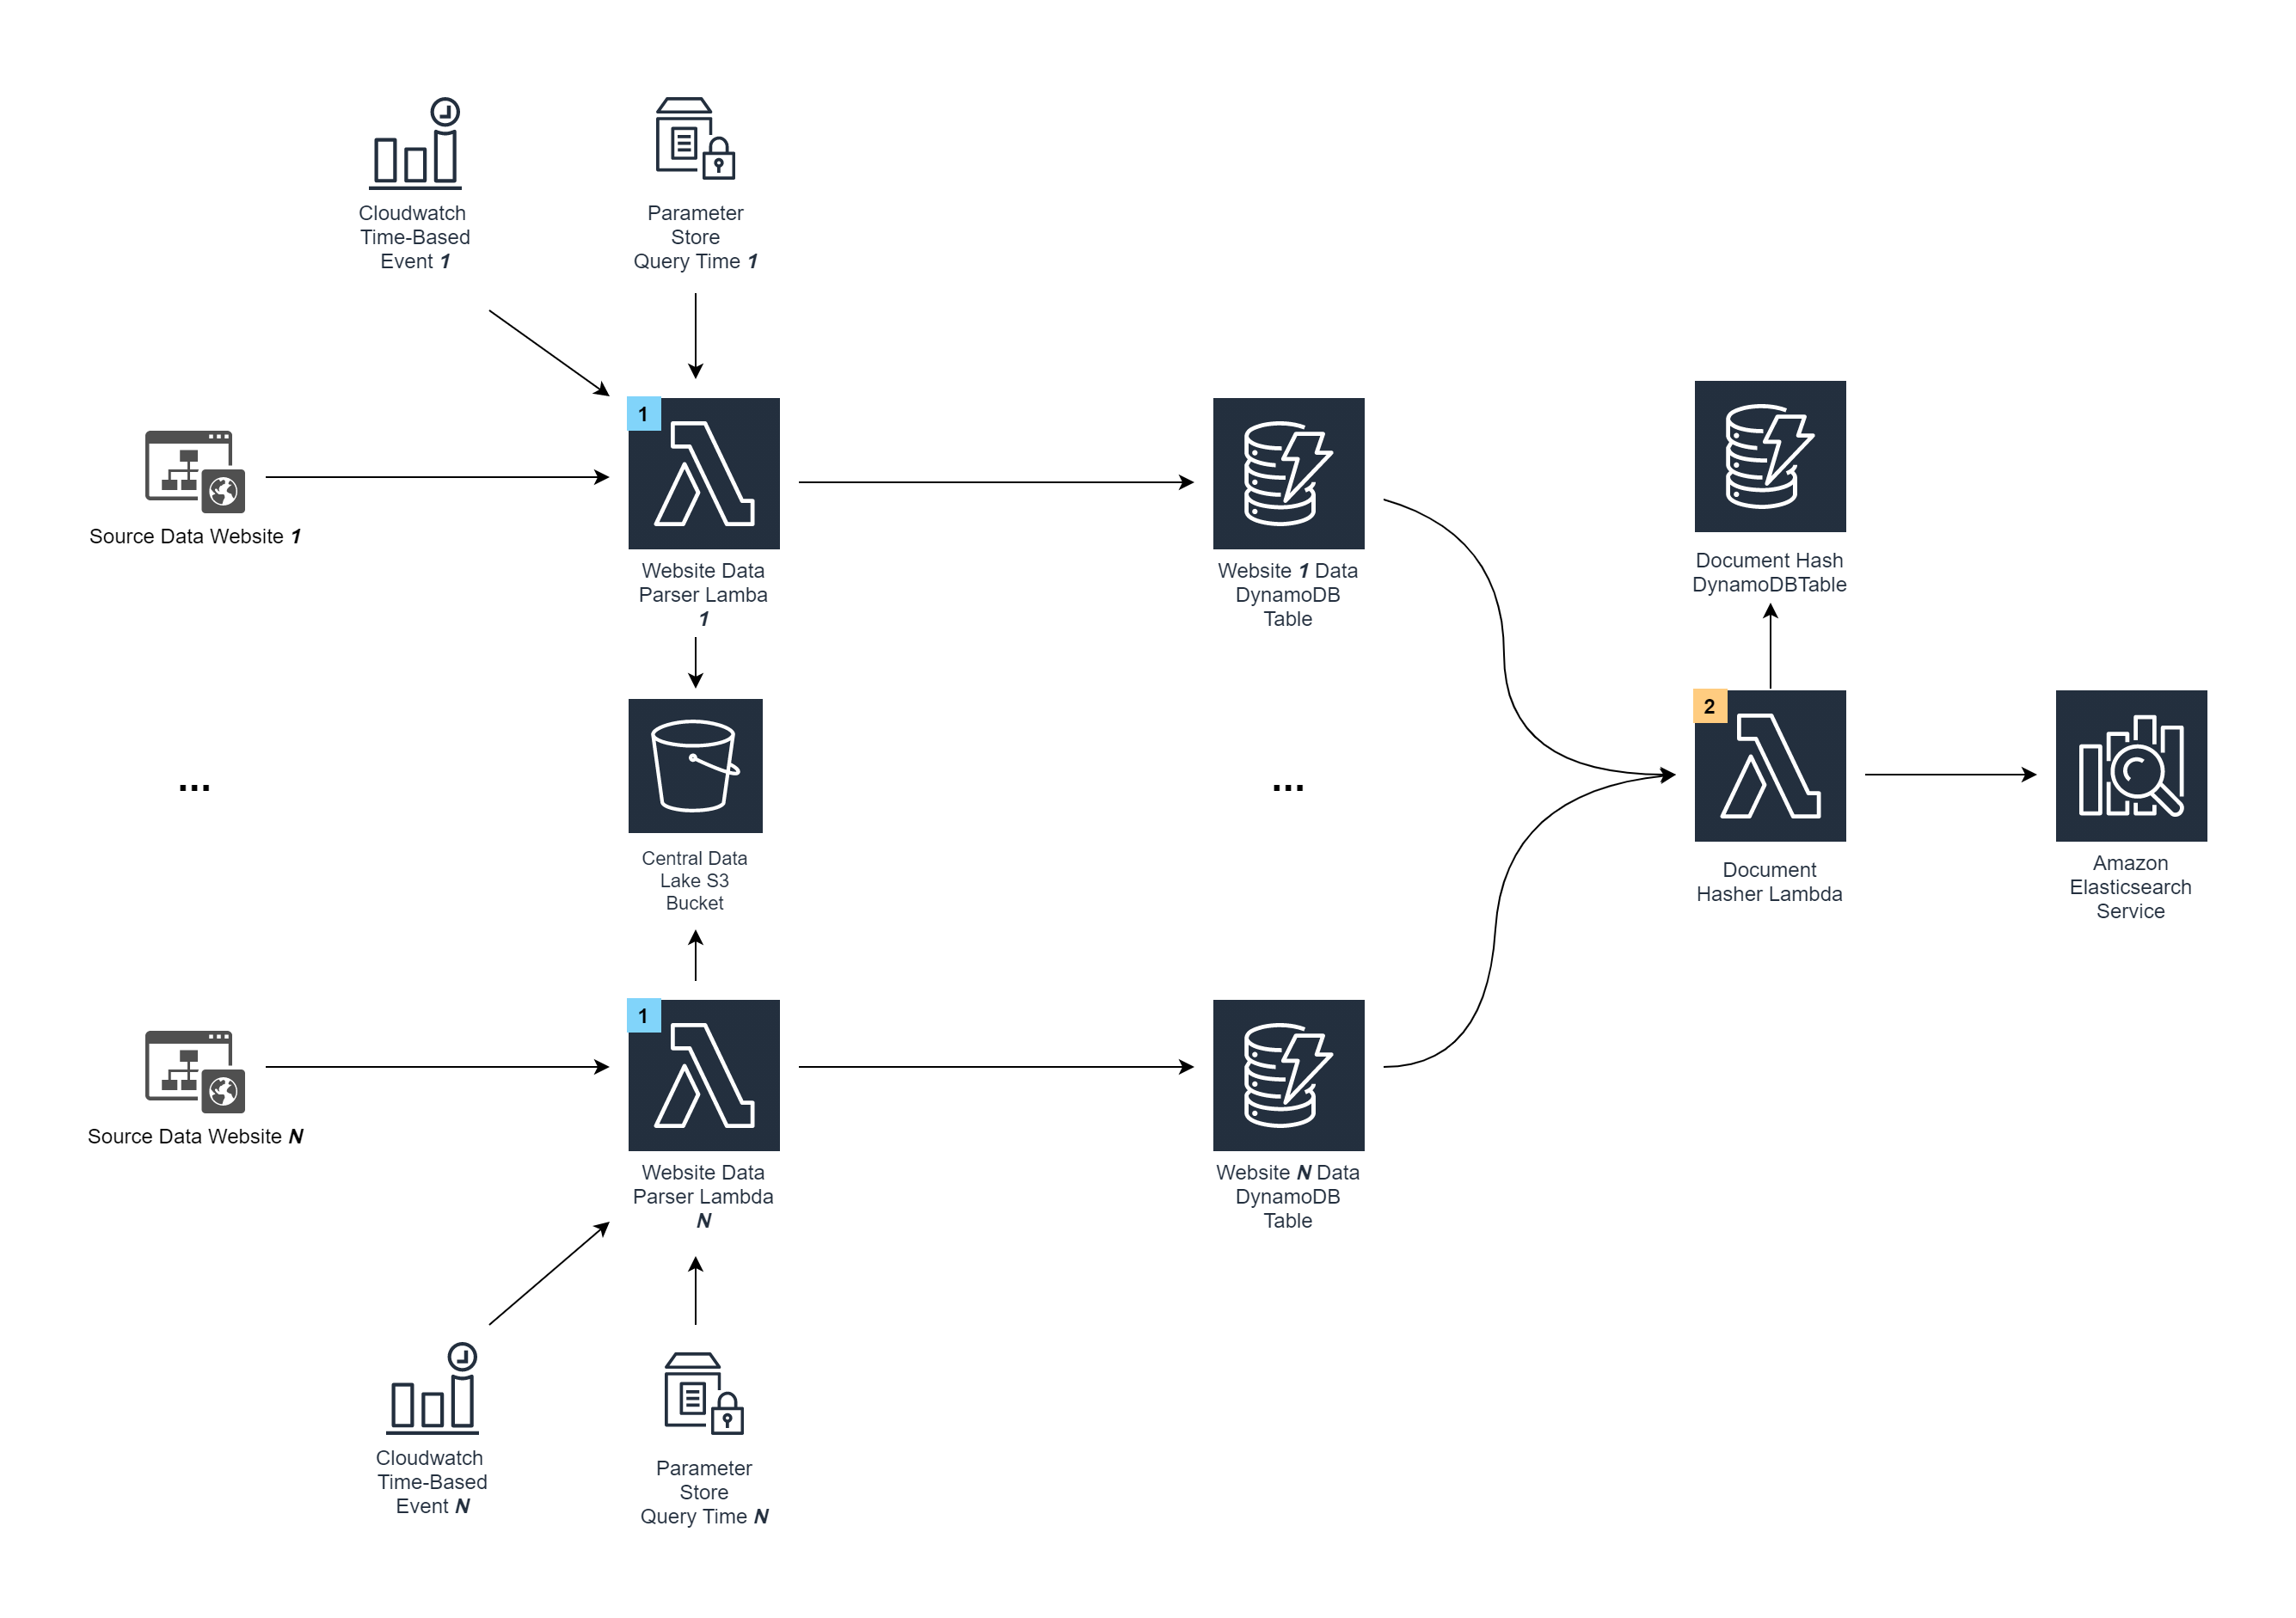 Cloudwatch
Time-Based
Event 1
Parameter
Store
Query Time 1
Source Data Website 1
1
Website Data
Parser Lamba
1
Website 1 Data
DynamoDB
Table
Document Hash
DynamoDBTable
...
Central Data
Lake S3
Bucket
...
2
Document
Hasher Lambda
Amazon
Elasticsearch
Service
Source Data Website N
1
Website Data
Parser Lambda
N
Website N Data
DynamoDB
Table
Cloudwatch
Time-Based
Event N
Parameter
Store
Query Time N